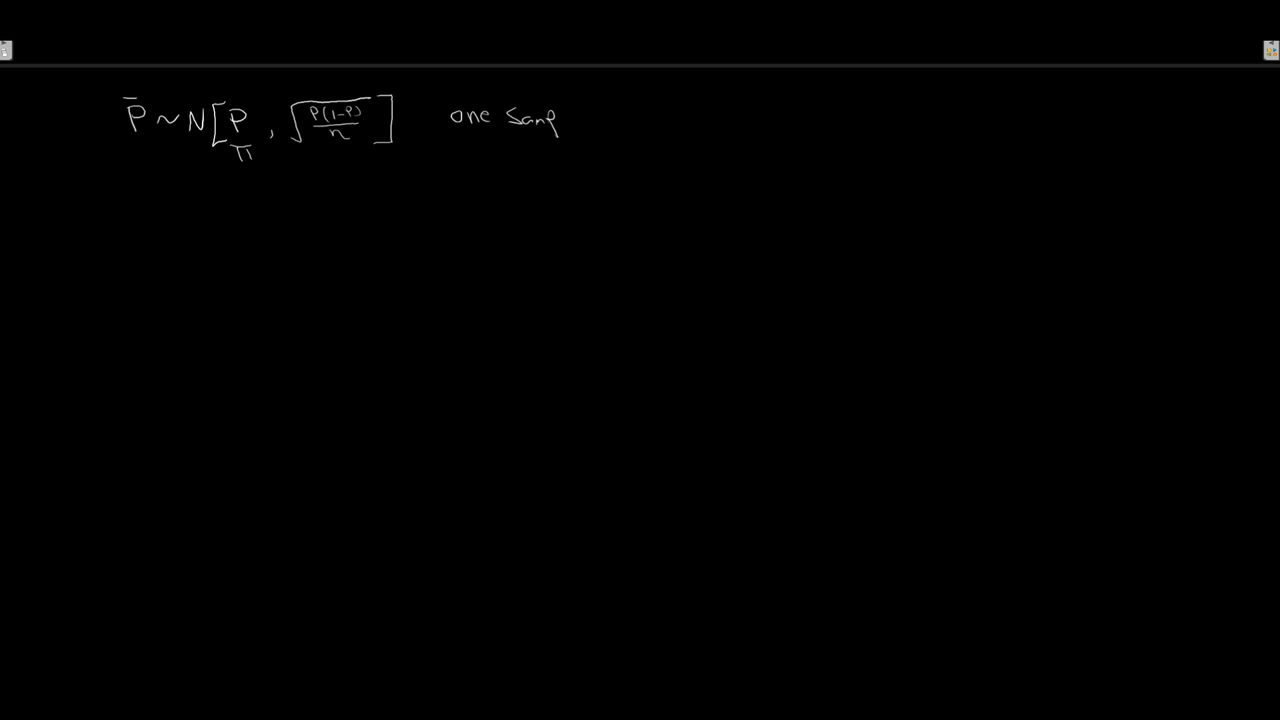 P̄ ~ N[P, √(P(1-P)/n)] one samp
π